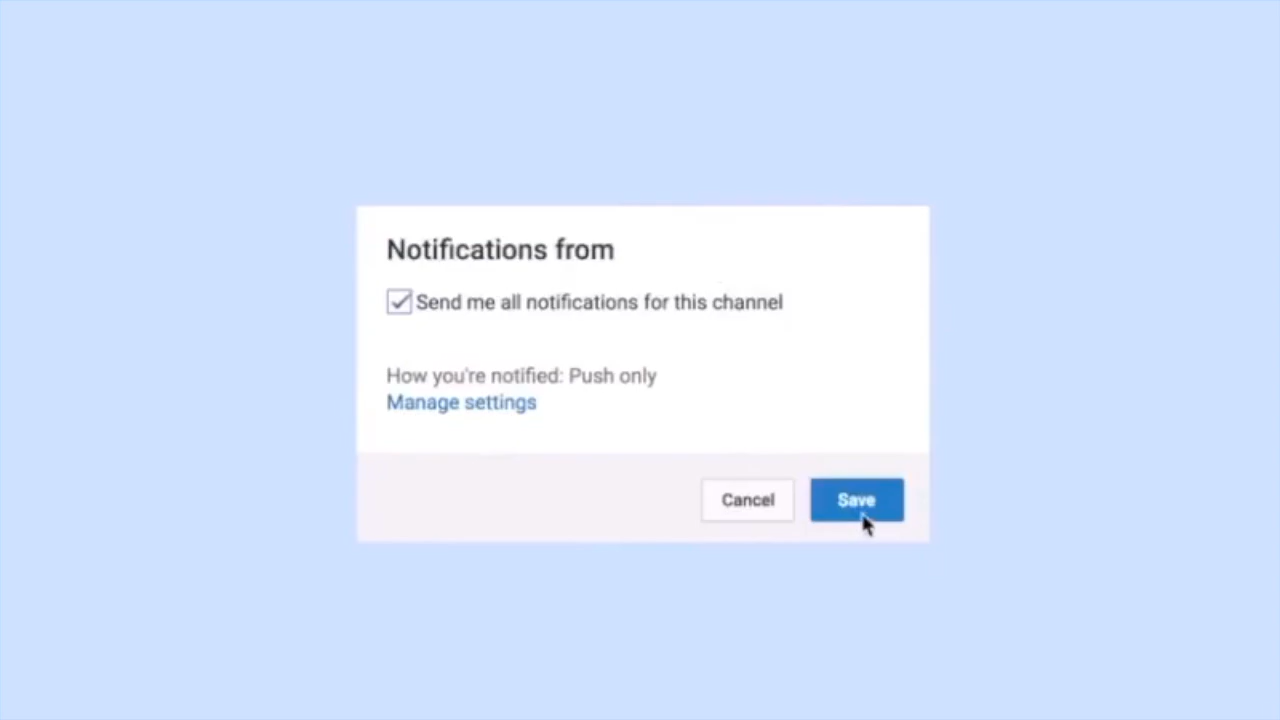 Notifications from
Send me all notifications for this channel
How you're notified: Push only
Manage settings
Cancel Save